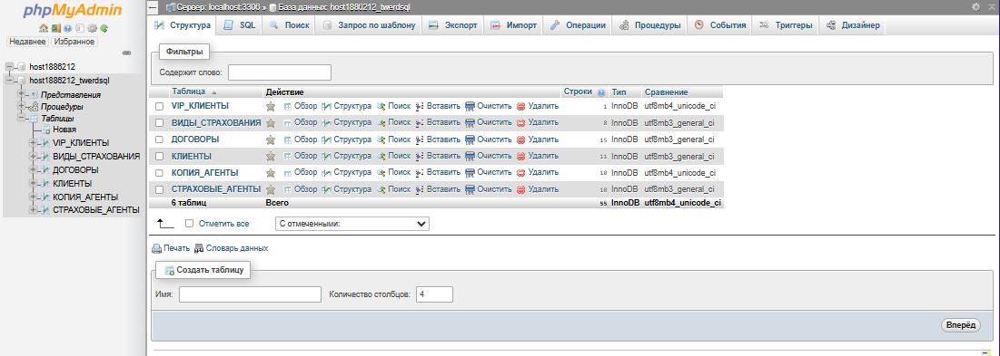 phpMyAdmin
Недавнее Избранное
host1886212
host1886212_twerdsql
Представления
Процедуры
Таблицы
Новая
VIP_КЛИЕНТЫ
ВИДЫ_СТРАХОВАНИЯ
ДОГОВОРЫ
КЛИЕНТЫ
КОПИЯ_АГЕНТЫ
СТРАХОВЫЕ_АГЕНТЫ
Сервер: localhost:3306 » База данных: host1886212_twerdsql
Структура SQL Поиск Запрос по шаблону Экспорт Импорт Операции Процедуры События Триггеры Дизайнер
Фильтры
Содержит слово:
Таблица Действие Строки Тип Сравнение
VIP_КЛИЕНТЫ Обзор Структура Поиск Вставить Очистить Удалить 1 InnoDB utf8mb4_unicode_ci
ВИДЫ_СТРАХОВАНИЯ Обзор Структура Поиск Вставить Очистить Удалить 8 InnoDB utf8mb3_general_ci
ДОГОВОРЫ Обзор Структура Поиск Вставить Очистить Удалить 15 InnoDB utf8mb3_general_ci
КЛИЕНТЫ Обзор Структура Поиск Вставить Очистить Удалить 11 InnoDB utf8mb3_general_ci
КОПИЯ_АГЕНТЫ Обзор Структура Поиск Вставить Очистить Удалить 10 InnoDB utf8mb4_unicode_ci
СТРАХОВЫЕ_АГЕНТЫ Обзор Структура Поиск Вставить Очистить Удалить 10 InnoDB utf8mb3_general_ci
6 таблиц Всего 55 InnoDB utf8mb4_unicode_ci
Отметить все С отмеченными:
Печать Словарь данных
Создать таблицу
Имя: Количество столбцов: 4
Вперёд